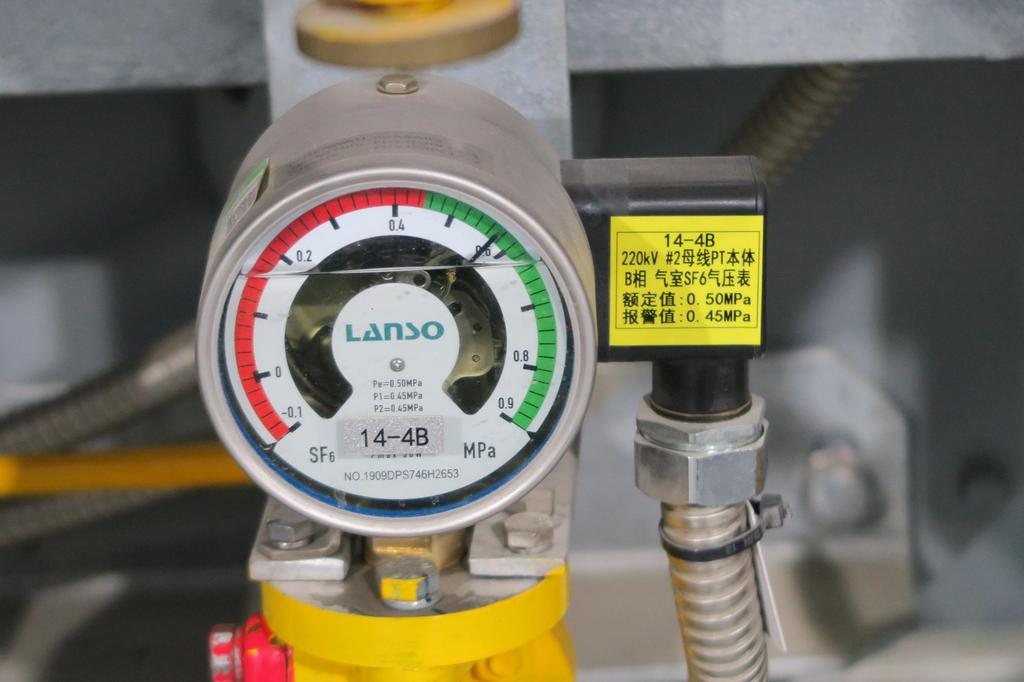 0.4
0.2
0.6
0
0.8
-0.1
0.9
LANSO
Pe=0.50MPa
P1=0.45MPa
P2=0.45MPa
14-4B
SF6
MPa
NO.1909DPS746H2653
14-4B
220kV #2母线PT本体
B相 气室SF6气压表
额定值:0.50MPa
报警值:0.45MPa